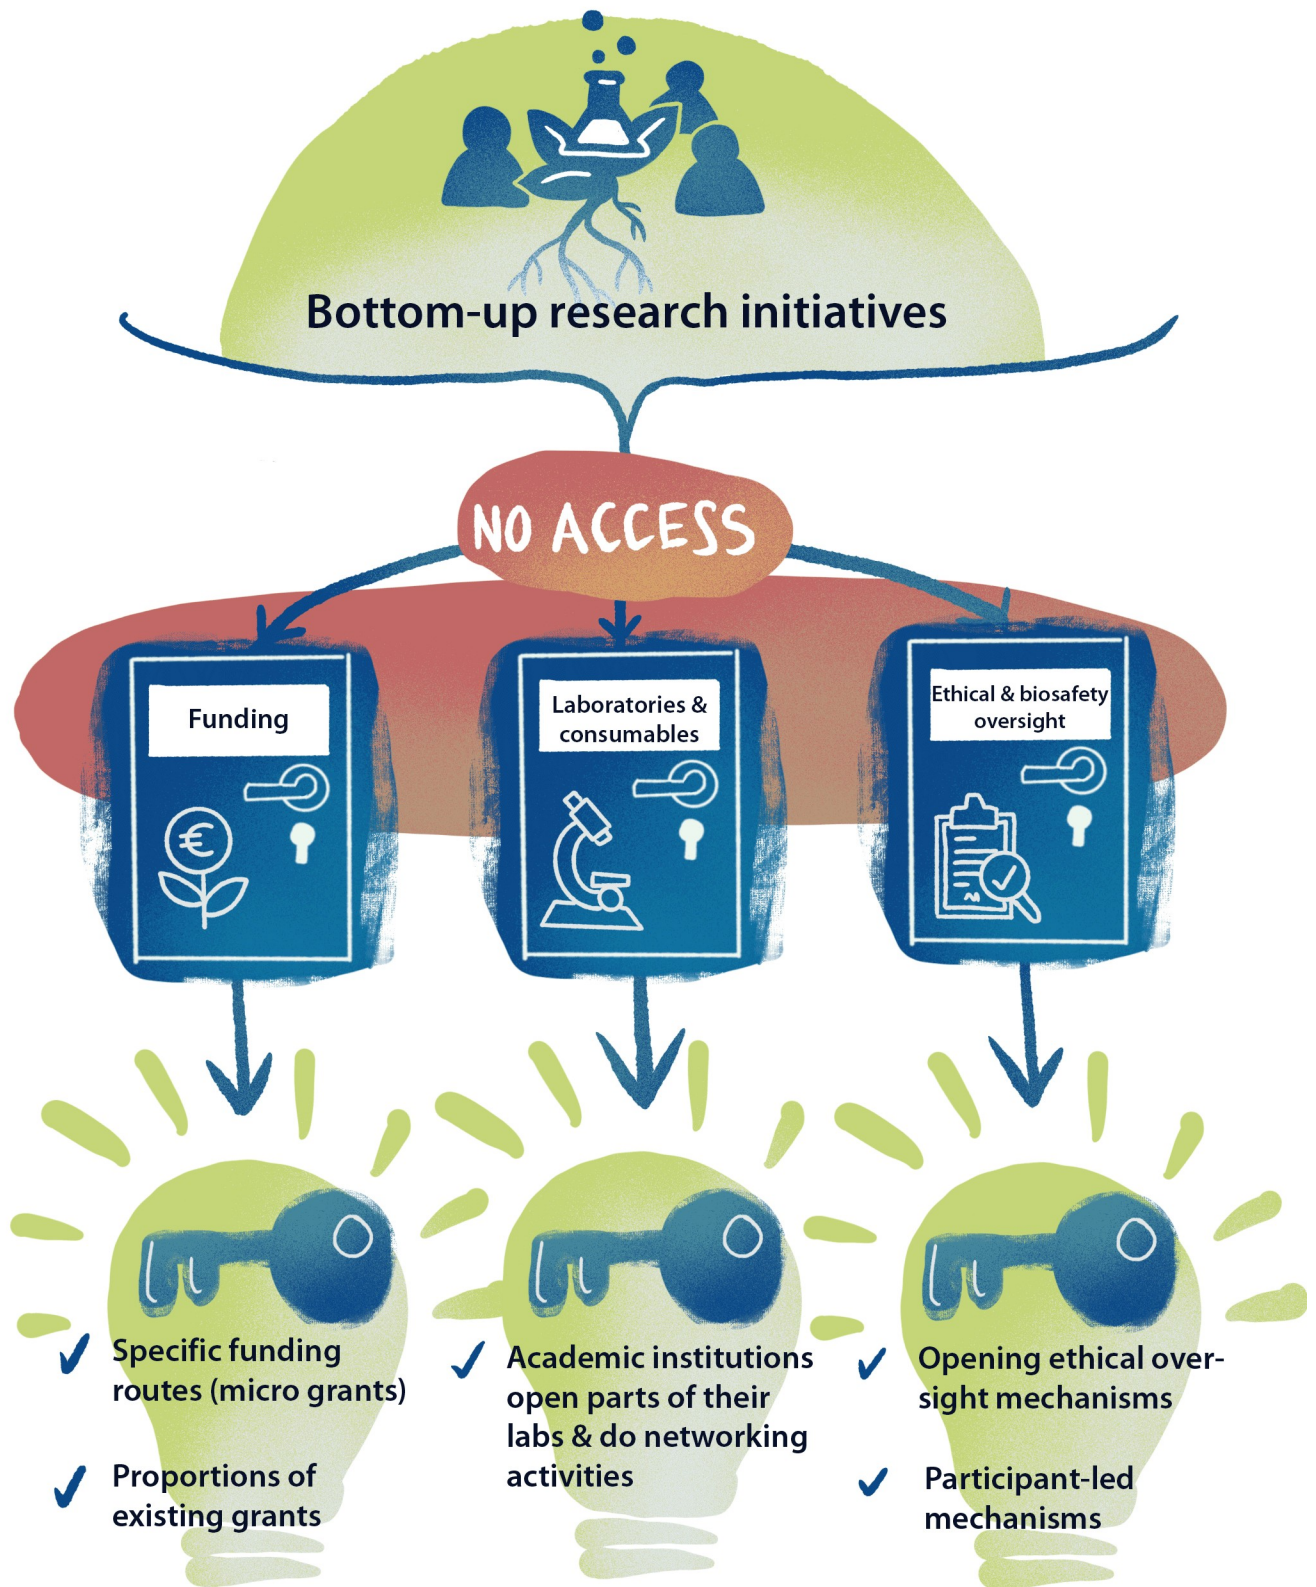 Bottom-up research initiatives
NO ACCESS
Funding
Laboratories &
consumables
Ethical & biosafety
oversight
€
Specific funding
routes (micro grants)
Proportions of
existing grants
Academic institutions
open parts of their
labs & do networking
activities
Opening ethical over-
sight mechanisms
Participant-led
mechanisms